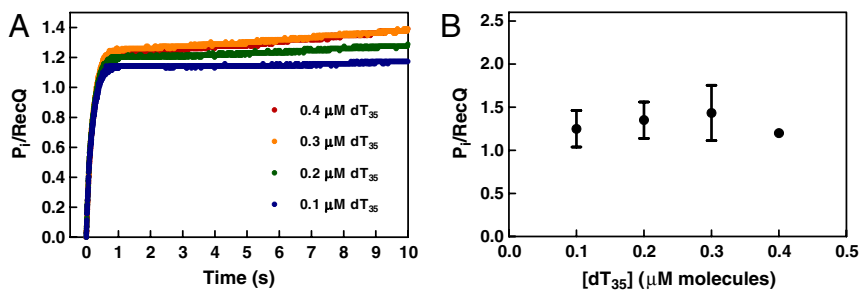 A
Pᵢ/RecQ
1.4
1.2
1.0
0.8
0.6
0.4
0.2
0.0
0.4 µM dT₃₅
0.3 µM dT₃₅
0.2 µM dT₃₅
0.1 µM dT₃₅
0 1 2 3 4 5 6 7 8 9 10
Time (s)
B
Pᵢ/RecQ
2.5
2.0
1.5
1.0
0.5
0.0
0.0 0.1 0.2 0.3 0.4 0.5
[dT₃₅] (µM molecules)